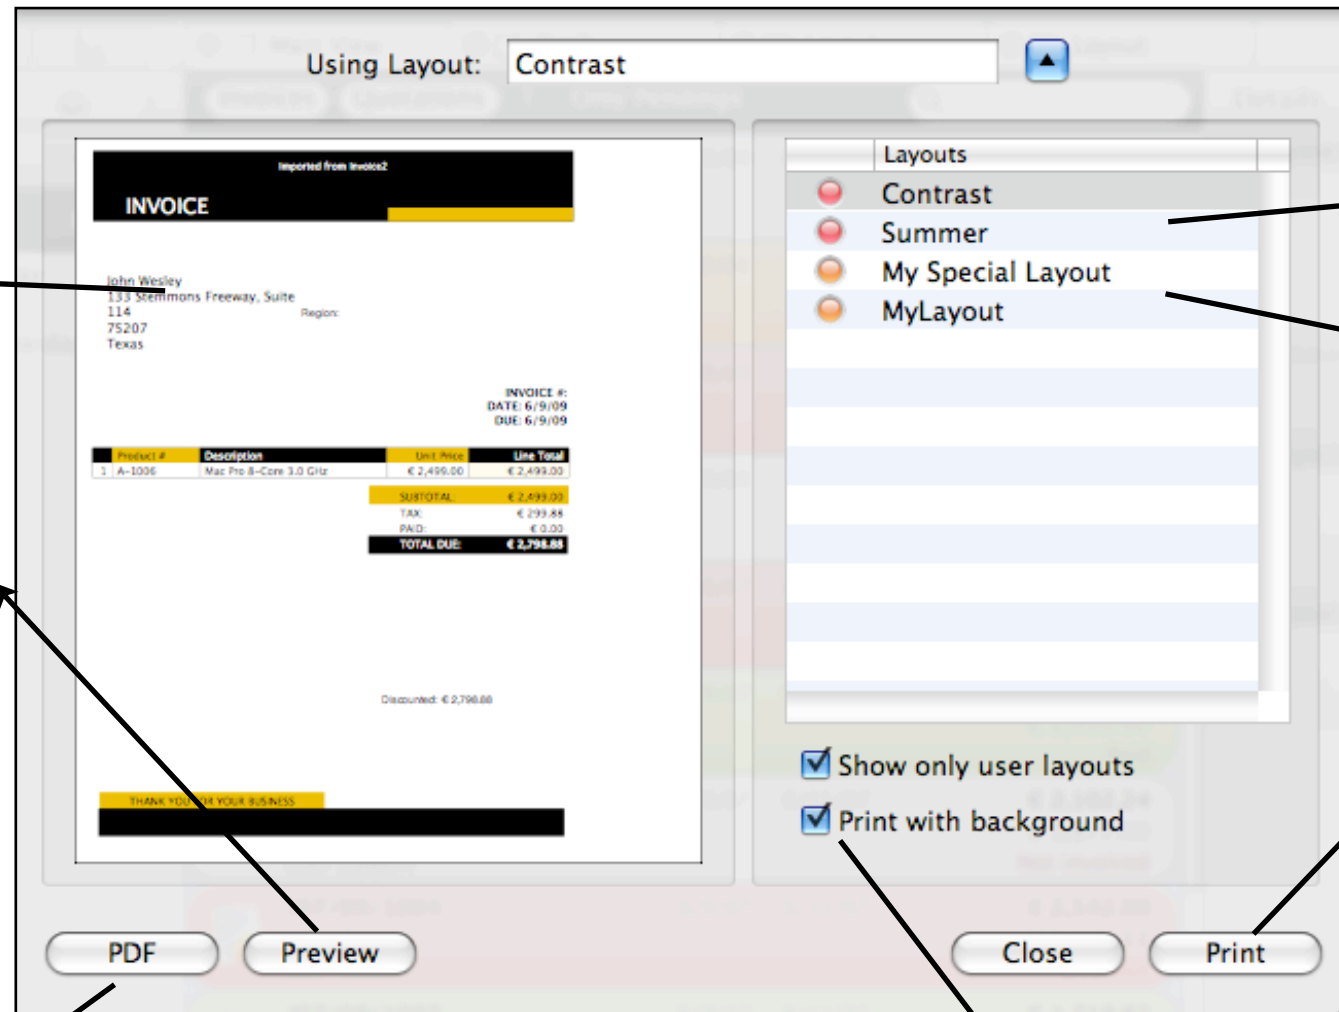 Using Layout: Contrast
Imported from Invoice2
INVOICE
John Wesley
133 Stemmons Freeway, Suite
114 Region:
75207
Texas
INVOICE #:
DATE: 6/9/09
DUE: 6/9/09
Product # Description Unit Price Line Total
1 A-1006 Mac Pro 8-Core 3.0 GHz € 2,499.00 € 2,499.00
SUBTOTAL: € 2,499.00
TAX: € 299.88
PAID: € 0.00
TOTAL DUE: € 2,798.88
Discounted: € 2,798.88
THANK YOU FOR YOUR BUSINESS
Layouts
Contrast
Summer
My Special Layout
MyLayout
Show only user layouts
Print with background
PDF Preview Close Print